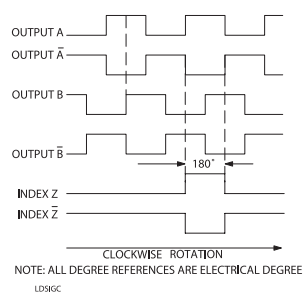 OUTPUT A
OUTPUT A̅
OUTPUT B
OUTPUT B̅
180°
INDEX Z
INDEX Z̅
CLOCKWISE ROTATION
NOTE: ALL DEGREE REFERENCES ARE ELECTRICAL DEGREE
LDSIGC